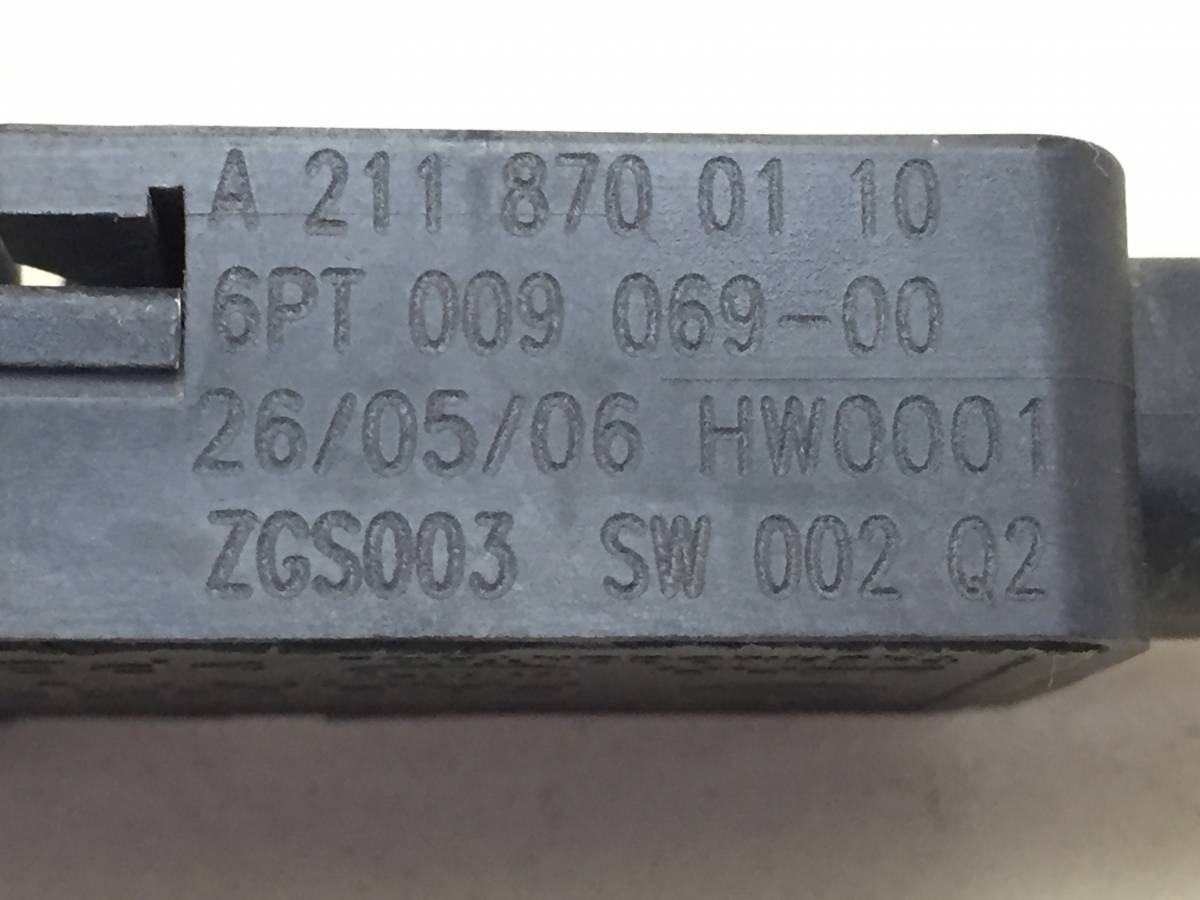 A 211 870 01 10
6PT 009 069-00
26/05/06 HW0001
ZGS003 SW 002 Q2